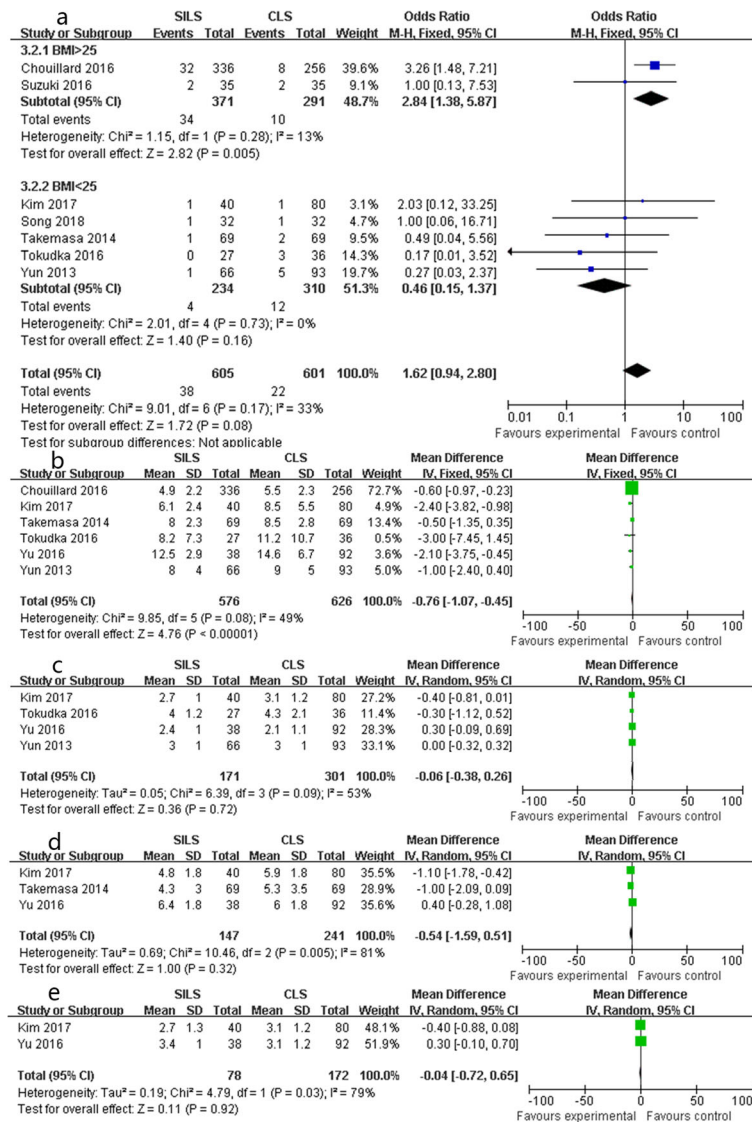 a
SILS CLS Odds Ratio Odds Ratio
Study or Subgroup Events Total Events Total Weight M-H, Fixed, 95% CI M-H, Fixed, 95% CI
3.2.1 BMI>25
Chouillard 2016 32 336 8 256 39.6% 3.26 [1.48, 7.21]
Suzuki 2016 2 35 2 35 9.1% 1.00 [0.13, 7.53]
Subtotal (95% CI) 371 291 48.7% 2.84 [1.38, 5.87]
Total events 34 10
Heterogeneity: Chi² = 1.15, df = 1 (P = 0.28); I² = 13%
Test for overall effect: Z = 2.82 (P = 0.005)
3.2.2 BMI<25
Kim 2017 1 40 1 80 3.1% 2.03 [0.12, 33.25]
Song 2018 1 32 1 32 4.7% 1.00 [0.06, 16.71]
Takemasa 2014 1 69 2 69 9.5% 0.49 [0.04, 5.56]
Tokudka 2016 0 27 3 36 14.3% 0.17 [0.01, 3.52]
Yun 2013 1 66 5 93 19.7% 0.27 [0.03, 2.37]
Subtotal (95% CI) 234 310 51.3% 0.46 [0.15, 1.37]
Total events 4 12
Heterogeneity: Chi² = 2.01, df = 4 (P = 0.73); I² = 0%
Test for overall effect: Z = 1.40 (P = 0.16)
Total (95% CI) 605 601 100.0% 1.62 [0.94, 2.80]
Total events 38 22
Heterogeneity: Chi² = 9.01, df = 6 (P = 0.17); I² = 33%
Test for overall effect: Z = 1.72 (P = 0.08)
Test for subgroup differences: Not applicable
0.01 0.1 1 10 100
Favours experimental Favours control
b
SILS CLS Mean Difference Mean Difference
Study or Subgroup Mean SD Total Mean SD Total Weight IV, Fixed, 95% CI IV, Fixed, 95% CI
Chouillard 2016 4.9 2.2 336 5.5 2.3 256 72.7% -0.60 [-0.97, -0.23]
Kim 2017 6.1 2.4 40 8.5 5.5 80 4.9% -2.40 [-3.82, -0.98]
Takemasa 2014 8 2.3 69 8.5 2.8 69 13.4% -0.50 [-1.35, 0.35]
Tokudka 2016 8.2 7.3 27 11.2 10.7 36 0.5% -3.00 [-7.45, 1.45]
Yu 2016 12.5 2.9 38 14.6 6.7 92 3.6% -2.10 [-3.75, -0.45]
Yun 2013 8 4 66 9 5 93 5.0% -1.00 [-2.40, 0.40]
Total (95% CI) 576 626 100.0% -0.76 [-1.07, -0.45]
Heterogeneity: Chi² = 9.85, df = 5 (P = 0.08); I² = 49%
Test for overall effect: Z = 4.76 (P < 0.00001)
-100 -50 0 50 100
Favours experimental Favours control
c
SILS CLS Mean Difference Mean Difference
Study or Subgroup Mean SD Total Mean SD Total Weight IV, Random, 95% CI IV, Random, 95% CI
Kim 2017 2.7 1 40 3.1 1.2 80 27.2% -0.40 [-0.81, 0.01]
Tokudka 2016 4 1.2 27 4.3 2.1 36 11.4% -0.30 [-1.12, 0.52]
Yu 2016 2.4 1 38 2.1 1.1 92 28.3% 0.30 [-0.09, 0.69]
Yun 2013 3 1 66 3 1 93 33.1% 0.00 [-0.32, 0.32]
Total (95% CI) 171 301 100.0% -0.06 [-0.38, 0.26]
Heterogeneity: Tau² = 0.05; Chi² = 6.39, df = 3 (P = 0.09); I² = 53%
Test for overall effect: Z = 0.36 (P = 0.72)
-100 -50 0 50 100
Favours experimental Favours control
d
SILS CLS Mean Difference Mean Difference
Study or Subgroup Mean SD Total Mean SD Total Weight IV, Random, 95% CI IV, Random, 95% CI
Kim 2017 4.8 1.8 40 5.9 1.8 80 35.5% -1.10 [-1.78, -0.42]
Takemasa 2014 4.3 3 69 5.3 3.5 69 28.9% -1.00 [-2.09, 0.09]
Yu 2016 6.4 1.8 38 6 1.8 92 35.6% 0.40 [-0.28, 1.08]
Total (95% CI) 147 241 100.0% -0.54 [-1.59, 0.51]
Heterogeneity: Tau² = 0.69; Chi² = 10.46, df = 2 (P = 0.005); I² = 81%
Test for overall effect: Z = 1.00 (P = 0.32)
-100 -50 0 50 100
Favours experimental Favours control
e
SILS CLS Mean Difference Mean Difference
Study or Subgroup Mean SD Total Mean SD Total Weight IV, Random, 95% CI IV, Random, 95% CI
Kim 2017 2.7 1.3 40 3.1 1.2 80 48.1% -0.40 [-0.88, 0.08]
Yu 2016 3.4 1 38 3.1 1.2 92 51.9% 0.30 [-0.10, 0.70]
Total (95% CI) 78 172 100.0% -0.04 [-0.72, 0.65]
Heterogeneity: Tau² = 0.19; Chi² = 4.79, df = 1 (P = 0.03); I² = 79%
Test for overall effect: Z = 0.11 (P = 0.92)
-100 -50 0 50 100
Favours experimental Favours control